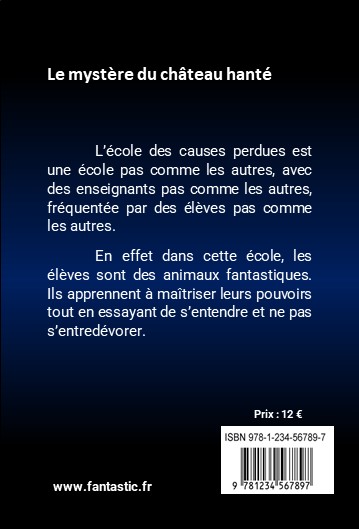 Le mystère du château hanté
L’école des causes perdues est
une école pas comme les autres, avec
des enseignants pas comme les autres,
fréquentée par des élèves pas comme
les autres.
En effet dans cette école, les
élèves sont des animaux fantastiques.
Ils apprennent à maîtriser leurs pouvoirs
tout en essayant de s’entendre et ne pas
s’entredévorer.
Prix : 12 €
ISBN 978-1-234-56789-7
9 781234 567897
www.fantastic.fr